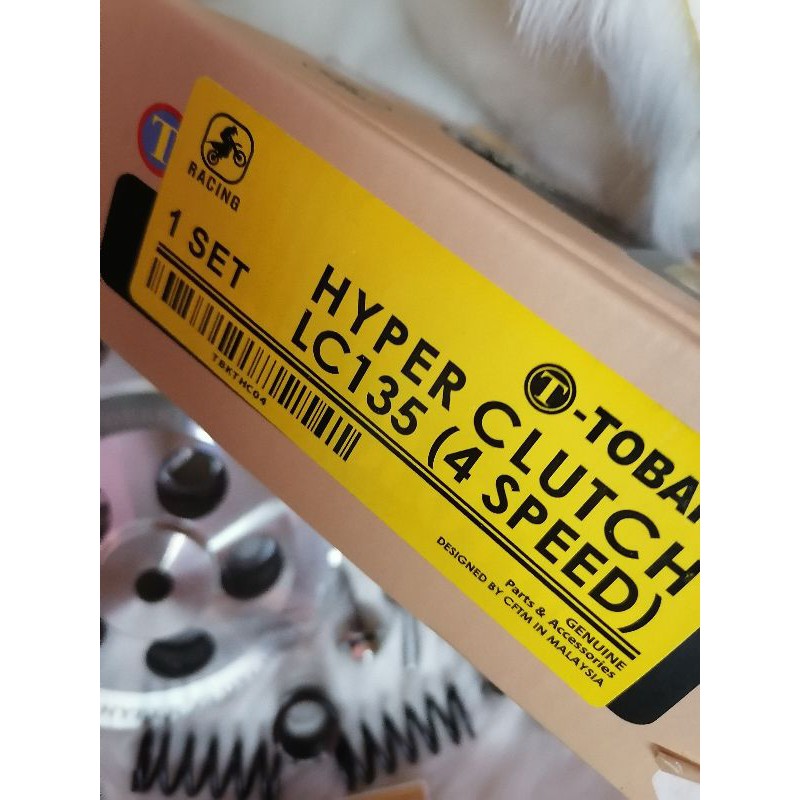 T
RACING
1 SET
T-TOBA
HYPER CLUTCH
LC135 (4 SPEED)
TBKTHC04
GENUINE
Parts & Accessories
DESIGNED BY CFTM IN MALAYSIA